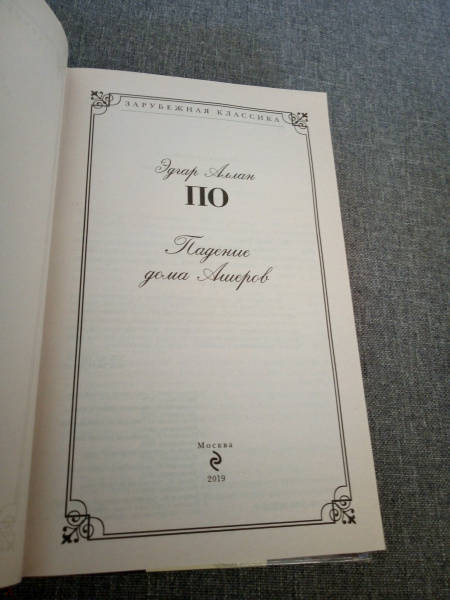 ЗАРУБЕЖНАЯ КЛАССИКА
Эдгар Аллан
ПО
Падение
дома Ашеров
Москва
2019